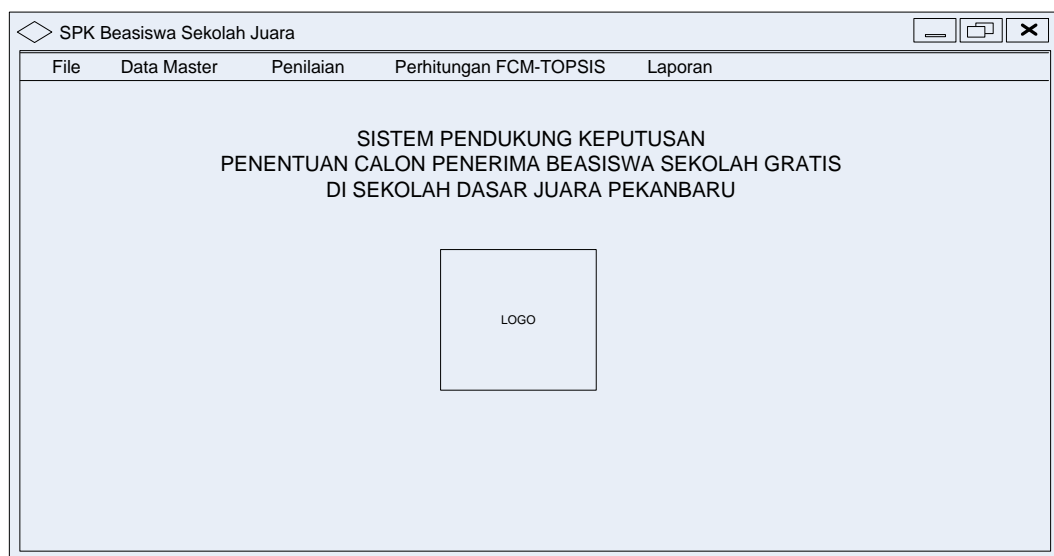 SPK Beasiswa Sekolah Juara
File Data Master Penilaian Perhitungan FCM-TOPSIS Laporan
SISTEM PENDUKUNG KEPUTUSAN
PENENTUAN CALON PENERIMA BEASISWA SEKOLAH GRATIS
DI SEKOLAH DASAR JUARA PEKANBARU
LOGO